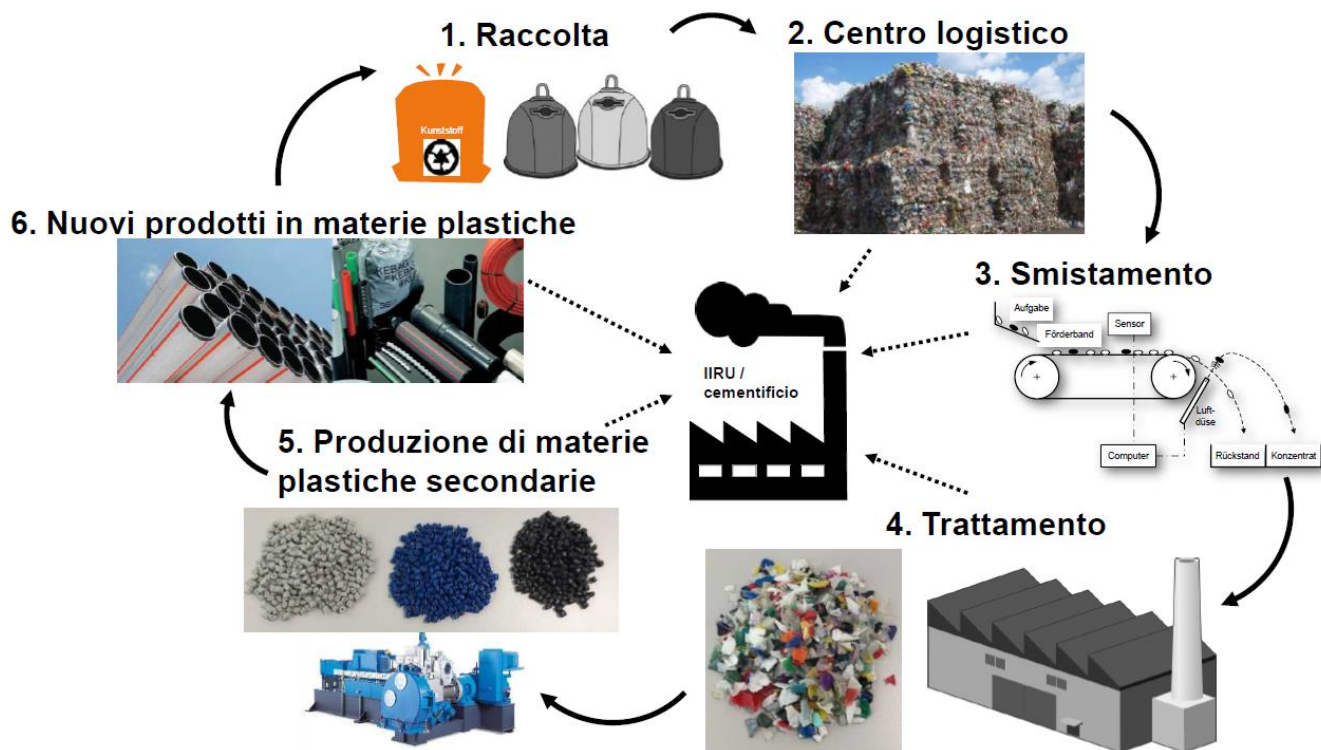 1. Raccolta
Kunststoff
2. Centro logistico
3. Smistamento
Aufgabe
Förderband
Sensor
Luft-
düse
Computer
Rückstand
Konzentrat
4. Trattamento
5. Produzione di materie
plastiche secondarie
6. Nuovi prodotti in materie plastiche
KEBAG
IIRU /
cementificio